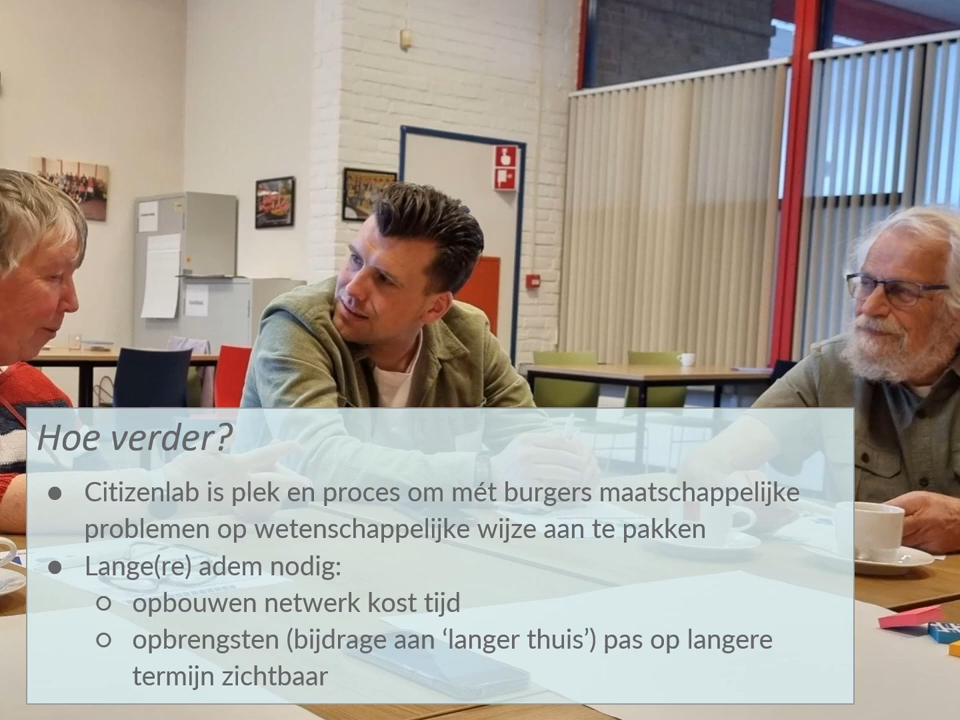 Hoe verder?
● Citizenlab is plek en proces om mét burgers maatschappelijke
problemen op wetenschappelijke wijze aan te pakken
● Lange(re) adem nodig:
○ opbouwen netwerk kost tijd
○ opbrengsten (bijdrage aan ‘langer thuis’) pas op langere
termijn zichtbaar